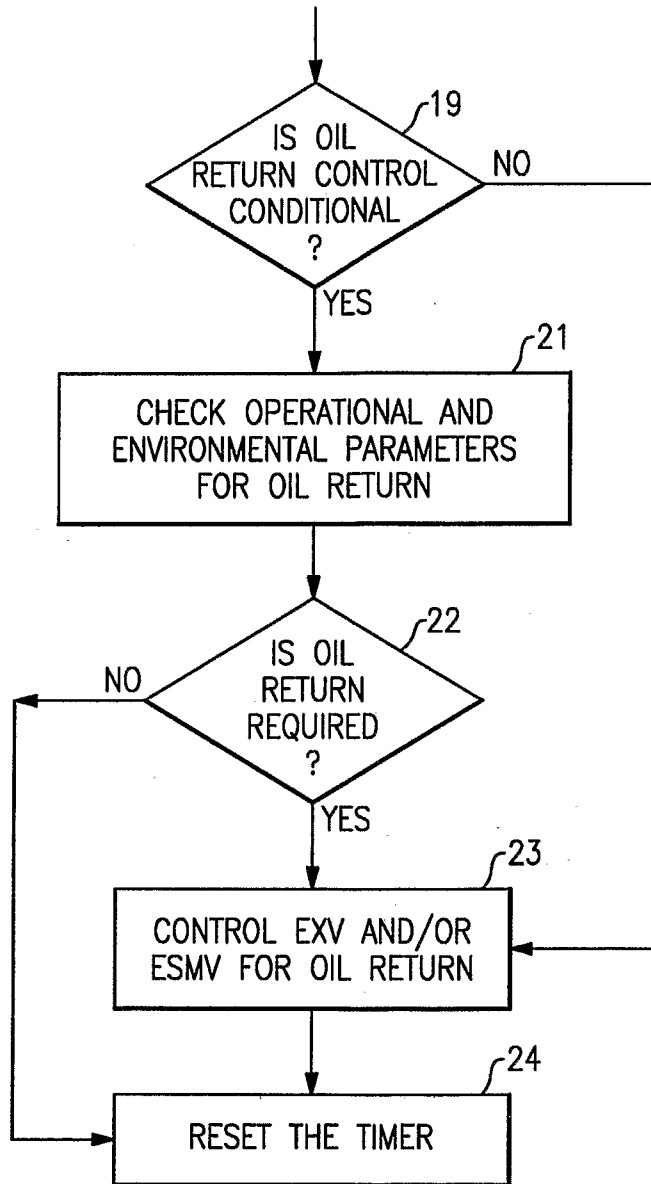 19
IS OIL
RETURN CONTROL
CONDITIONAL
?
NO
YES
21
CHECK OPERATIONAL AND
ENVIRONMENTAL PARAMETERS
FOR OIL RETURN
22
IS OIL
RETURN
REQUIRED
?
NO
YES
23
CONTROL EXV AND/OR
ESMV FOR OIL RETURN
24
RESET THE TIMER